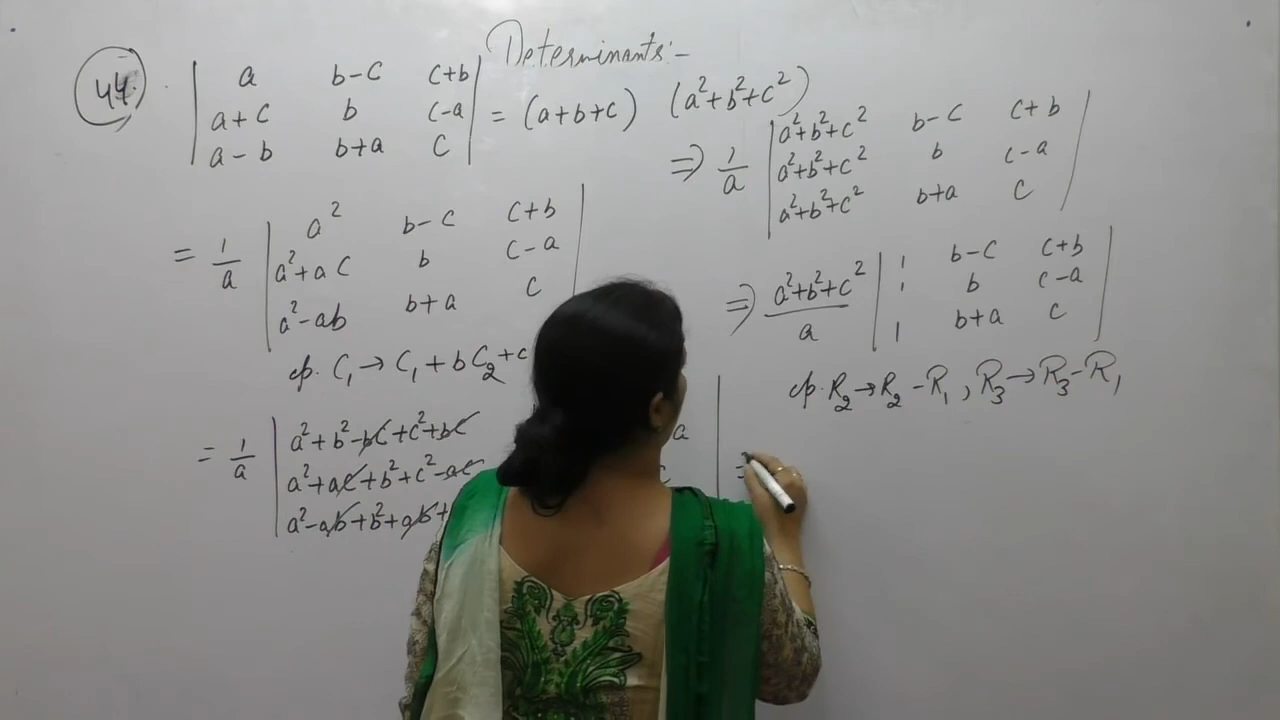 Determinants:-
44.
| a b-c c+b |
| a+c b c-a | = (a+b+c) (a²+b²+c²)
| a-b b+a c |
= 1/a | a² b-c c+b |
| a²+ac b c-a |
| a²-ab b+a c |
op. C₁→C₁+bC₂+c
= 1/a | a²+b²-bc+c²+bc
| a²+ac+b²+c²-ac a |
| a²-ab+b²+ab+ c |
⇒ 1/a | a²+b²+c² b-c c+b |
| a²+b²+c² b c-a |
| a²+b²+c² b+a c |
⇒ a²+b²+c²/a | 1 b-c c+b |
| 1 b c-a |
| 1 b+a c |
op. R₂→R₂-R₁, R₃→R₃-R₁
=